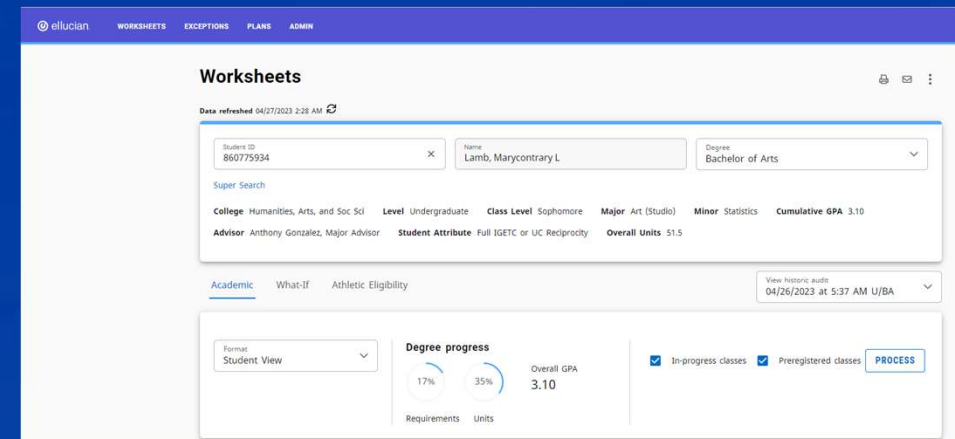 ellucian WORKSHEETS EXCEPTIONS PLANS ADMIN
Worksheets
Data refreshed 04/27/2023 2:28 AM
Student ID
860775934
Name
Lamb, Marycontrary L
Degree
Bachelor of Arts
Super Search
College Humanities, Arts, and Soc Sci Level Undergraduate Class Level Sophomore Major Art (Studio) Minor Statistics Cumulative GPA 3.10
Advisor Anthony Gonzalez, Major Advisor Student Attribute Full IGETC or UC Reciprocity Overall Units 51.5
Academic What-If Athletic Eligibility
View historic audit
04/26/2023 at 5:37 AM U/BA
Format
Student View
Degree progress
17% 35%
Requirements Units
Overall GPA
3.10
In-progress classes Preregistered classes PROCESS